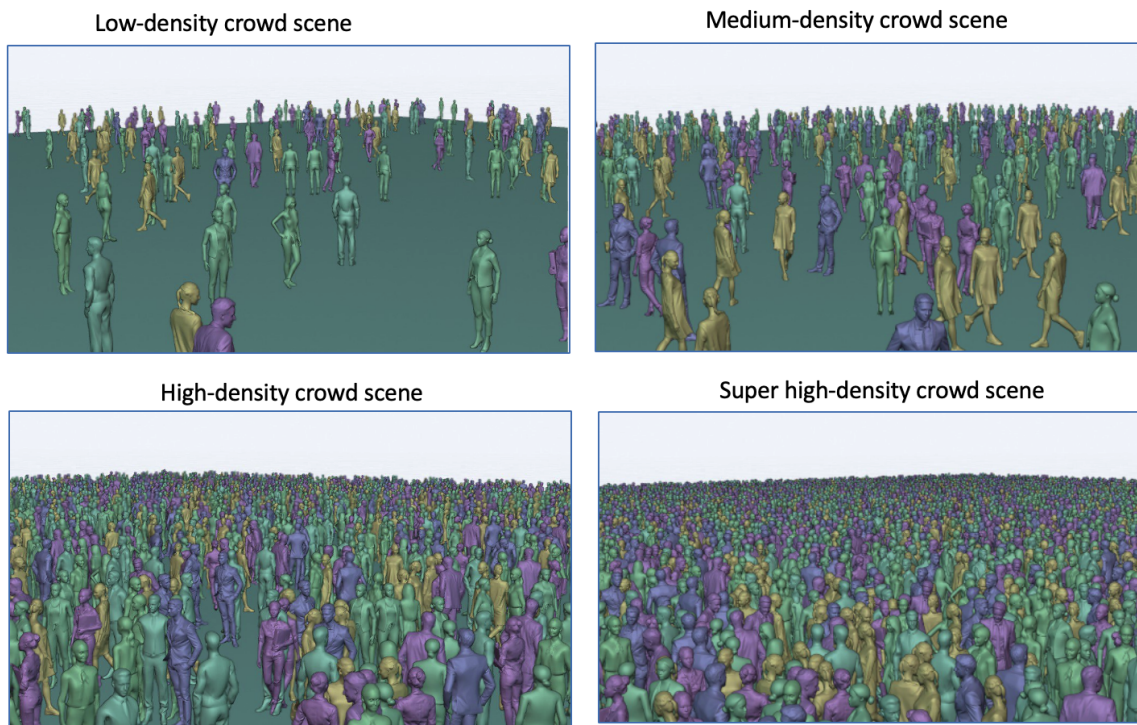 Low-density crowd scene
Medium-density crowd scene
High-density crowd scene
Super high-density crowd scene